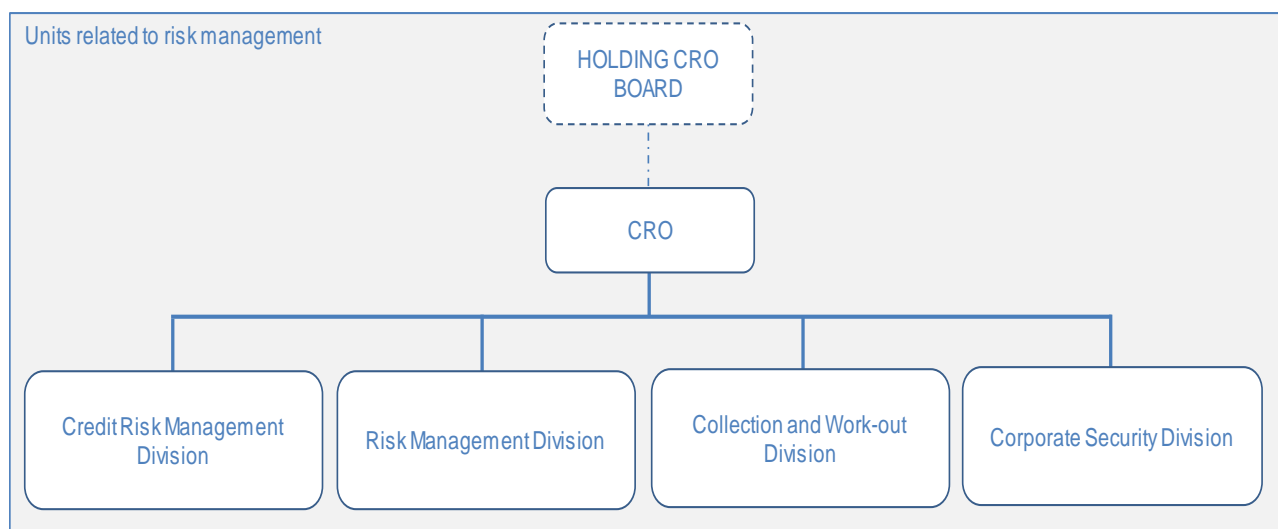 Units related to risk management
HOLDING CRO
BOARD
CRO
Credit Risk Management
Division
Risk Management Division
Collection and Work-out
Division
Corporate Security Division